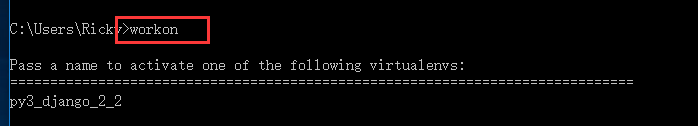 C:\Users\Ricky>workon
Pass a name to activate one of the following virtualenvs:
==============================================================================
py3_django_2_2